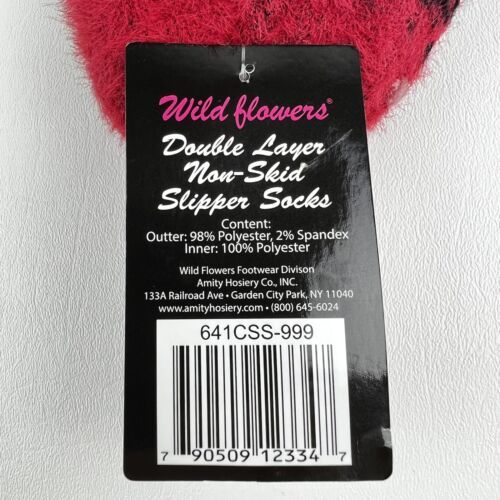 Wild flowers®
Double Layer
Non-Skid
Slipper Socks
Content:
Outter: 98% Polyester, 2% Spandex
Inner: 100% Polyester
Wild Flowers Footwear Divison
Amity Hosiery Co., INC.
133A Railroad Ave • Garden City Park, NY 11040
www.amityhosiery.com • (800) 645-6024
641CSS-999
7 90509 12334 7